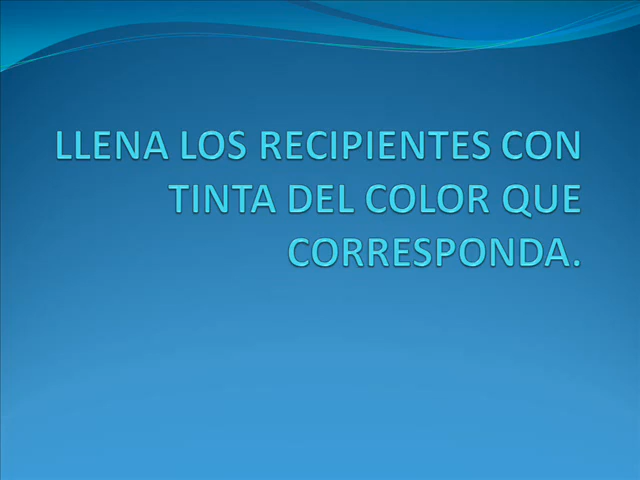 LLENA LOS RECIPIENTES CON
TINTA DEL COLOR QUE
CORRESPONDA.